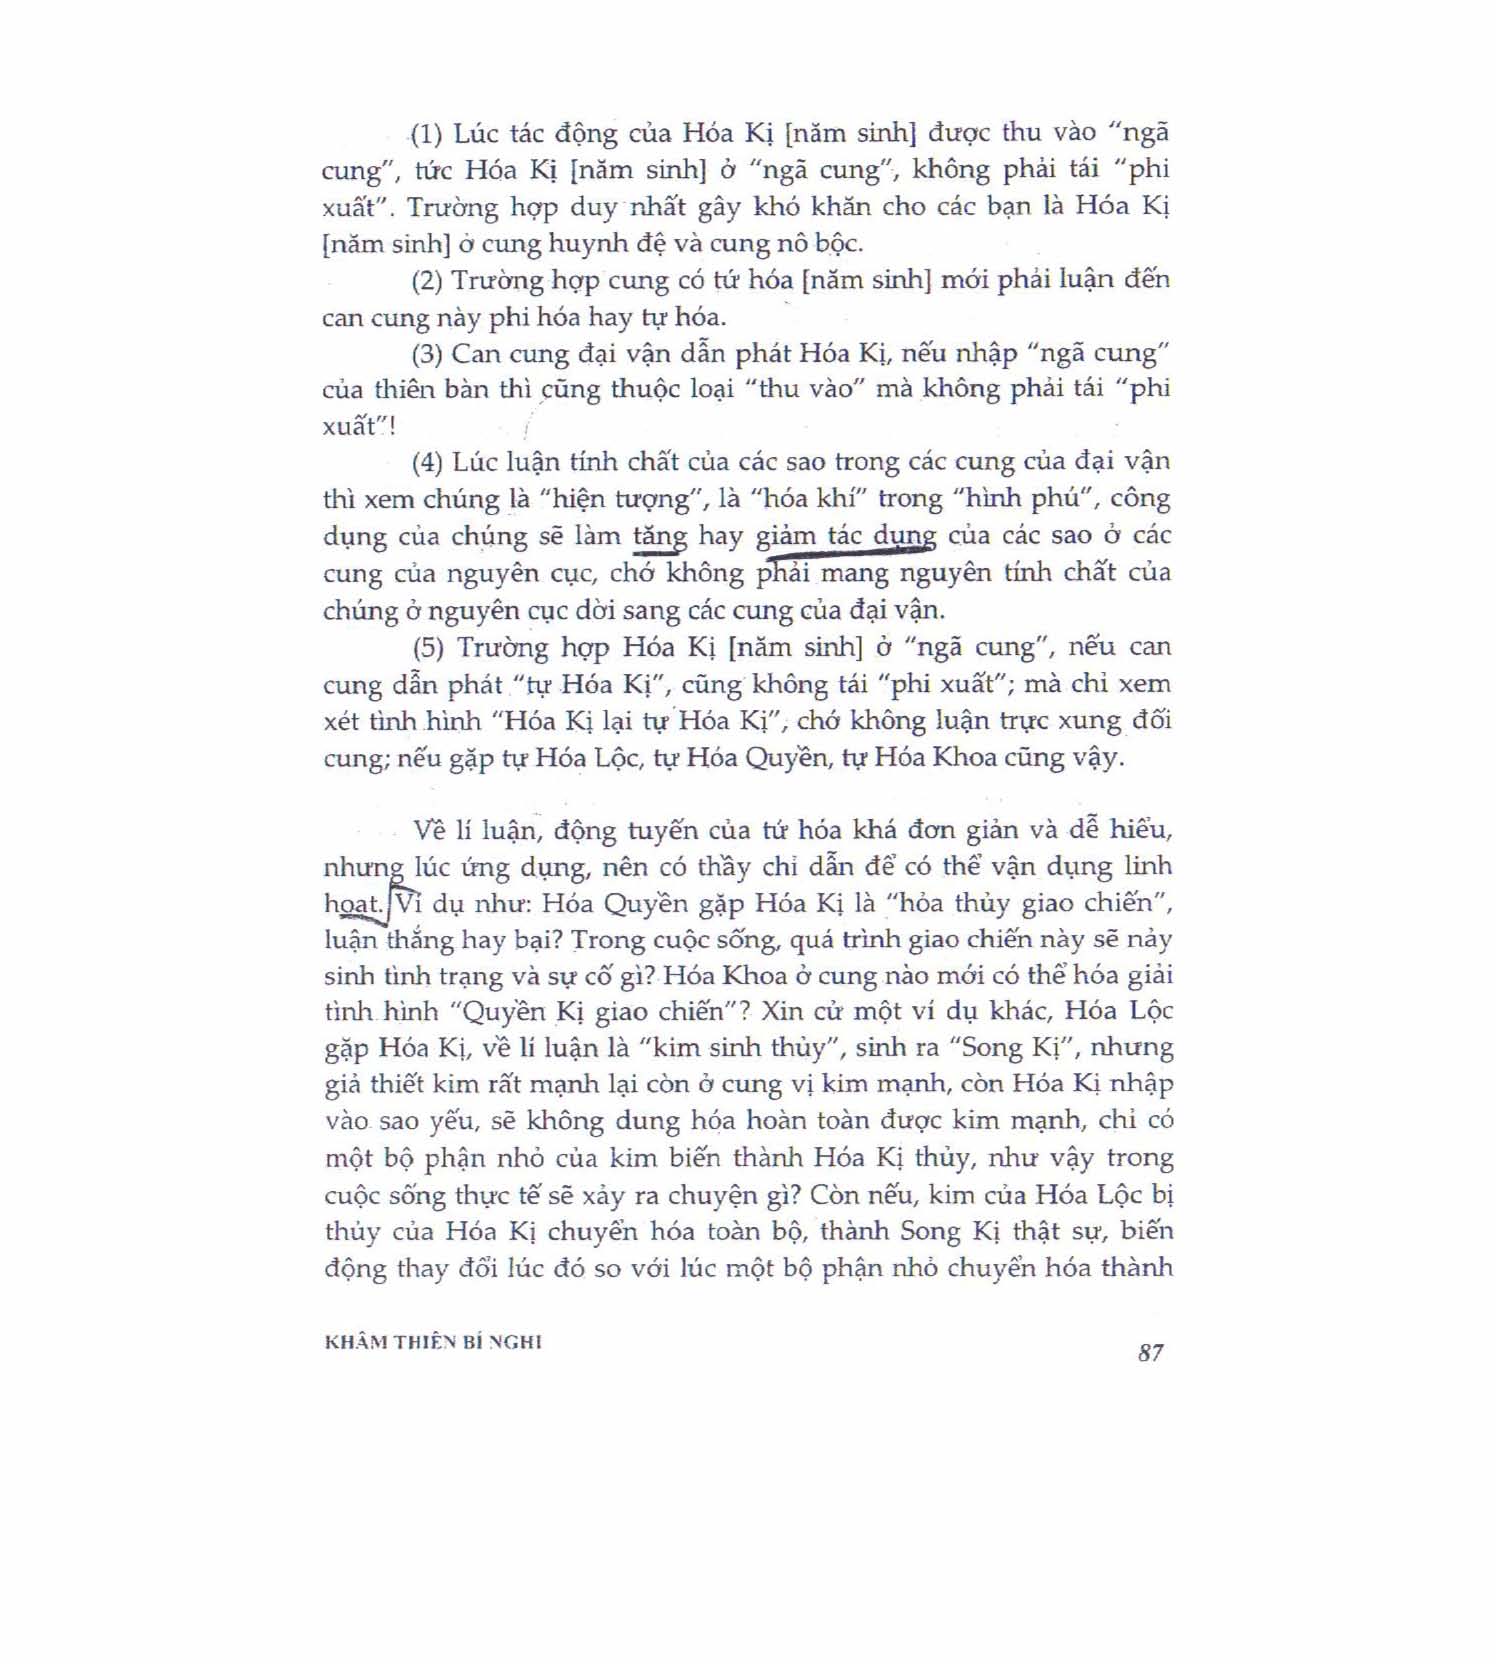 (1) Lúc tác động của Hóa Kị [năm sinh] được thu vào “ngã
cung”, tức Hóa Kị [năm sinh] ở “ngã cung”, không phải tái “phi
xuất”. Trường hợp duy nhất gây khó khăn cho các bạn là Hóa Kị
[năm sinh] ở cung huynh đệ và cung nô bộc.
(2) Trường hợp cung có tứ hóa [năm sinh] mới phải luận đến
can cung này phi hóa hay tự hóa.
(3) Can cung đại vận dẫn phát Hóa Kị, nếu nhập “ngã cung”
của thiên bàn thì cũng thuộc loại “thu vào” mà không phải tái “phi
xuất”!
(4) Lúc luận tính chất của các sao trong các cung của đại vận
thì xem chúng là “hiện tượng”, là “hóa khí” trong “hình phú”, công
dụng của chúng sẽ làm tăng hay giảm tác dụng của các sao ở các
cung của nguyên cục, chớ không phải mang nguyên tính chất của
chúng ở nguyên cục dời sang các cung của đại vận.
(5) Trường hợp Hóa Kị [năm sinh] ở “ngã cung”, nếu can
cung dẫn phát “tự Hóa Kị”, cũng không tái “phi xuất”; mà chỉ xem
xét tình hình “Hóa Kị lại tự Hóa Kị”, chớ không luận trực xung đối
cung; nếu gặp tự Hóa Lộc, tự Hóa Quyền, tự Hóa Khoa cũng vậy.
Về lí luận, động tuyến của tứ hóa khá đơn giản và dễ hiểu,
nhưng lúc ứng dụng, nên có thầy chỉ dẫn để có thể vận dụng linh
hoạt. Ví dụ như: Hóa Quyền gặp Hóa Kị là “hỏa thủy giao chiến”,
luận thắng hay bại? Trong cuộc sống, quá trình giao chiến này sẽ nảy
sinh tình trạng và sự cố gì? Hóa Khoa ở cung nào mới có thể hóa giải
tình hình “Quyền Kị giao chiến”? Xin cử một ví dụ khác, Hóa Lộc
gặp Hóa Kị, về lí luận là “kim sinh thủy”, sinh ra “Song Kị”, nhưng
giả thiết kim rất mạnh lại còn ở cung vị kim mạnh, còn Hóa Kị nhập
vào sao yếu, sẽ không dung hóa hoàn toàn được kim mạnh, chỉ có
một bộ phận nhỏ của kim biến thành Hóa Kị thủy, như vậy trong
cuộc sống thực tế sẽ xảy ra chuyện gì? Còn nếu, kim của Hóa Lộc bị
thủy của Hóa Kị chuyển hóa toàn bộ, thành Song Kị thật sự, biến
động thay đổi lúc đó so với lúc một bộ phận nhỏ chuyển hóa thành
KHÂM THIÊN BÍ NGHI
87